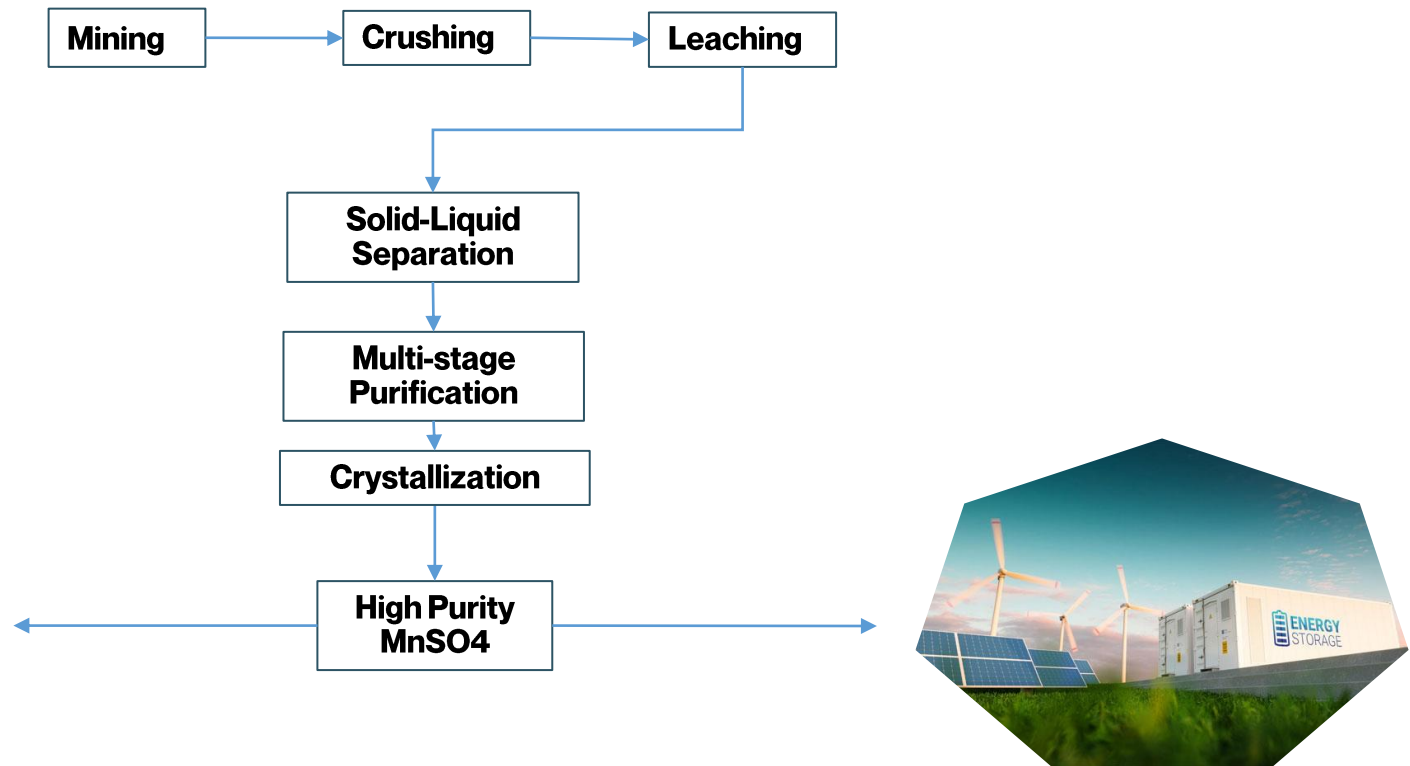 Mining
Crushing
Leaching
Solid-Liquid
Separation
Multi-stage
Purification
Crystallization
High Purity
MnSO4
ENERGY
STORAGE